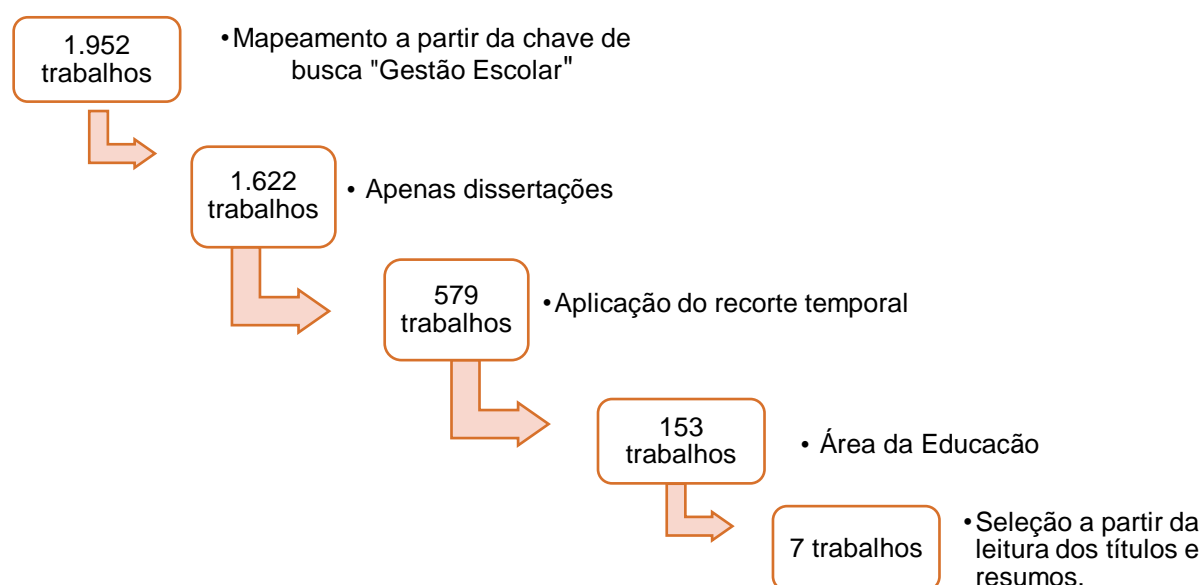 1.952
trabalhos
•Mapeamento a partir da chave de
busca "Gestão Escolar"
1.622
trabalhos
• Apenas dissertações
579
trabalhos
•Aplicação do recorte temporal
153
trabalhos
• Área da Educacão
7 trabalhos
•Seleção a partir da
leitura dos títulos e
resumos.